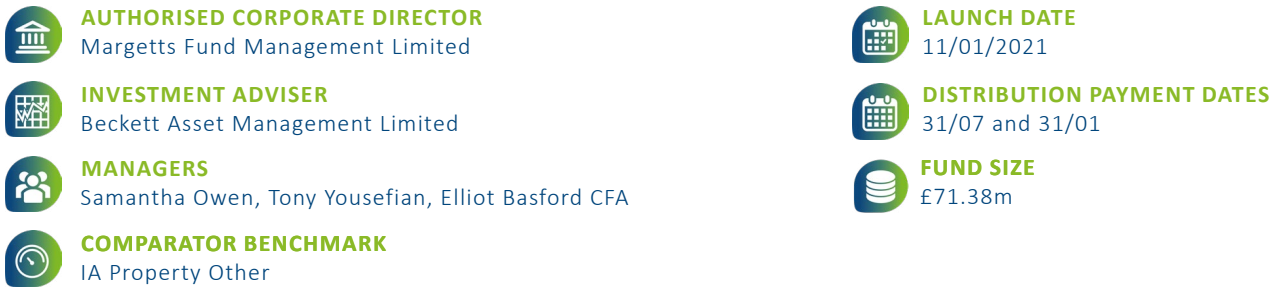 AUTHORISED CORPORATE DIRECTOR
Margetts Fund Management Limited
INVESTMENT ADVISER
Beckett Asset Management Limited
MANAGERS
Samantha Owen, Tony Yousefian, Elliot Basford CFA
COMPARATOR BENCHMARK
IA Property Other
LAUNCH DATE
11/01/2021
DISTRIBUTION PAYMENT DATES
31/07 and 31/01
FUND SIZE
£71.38m